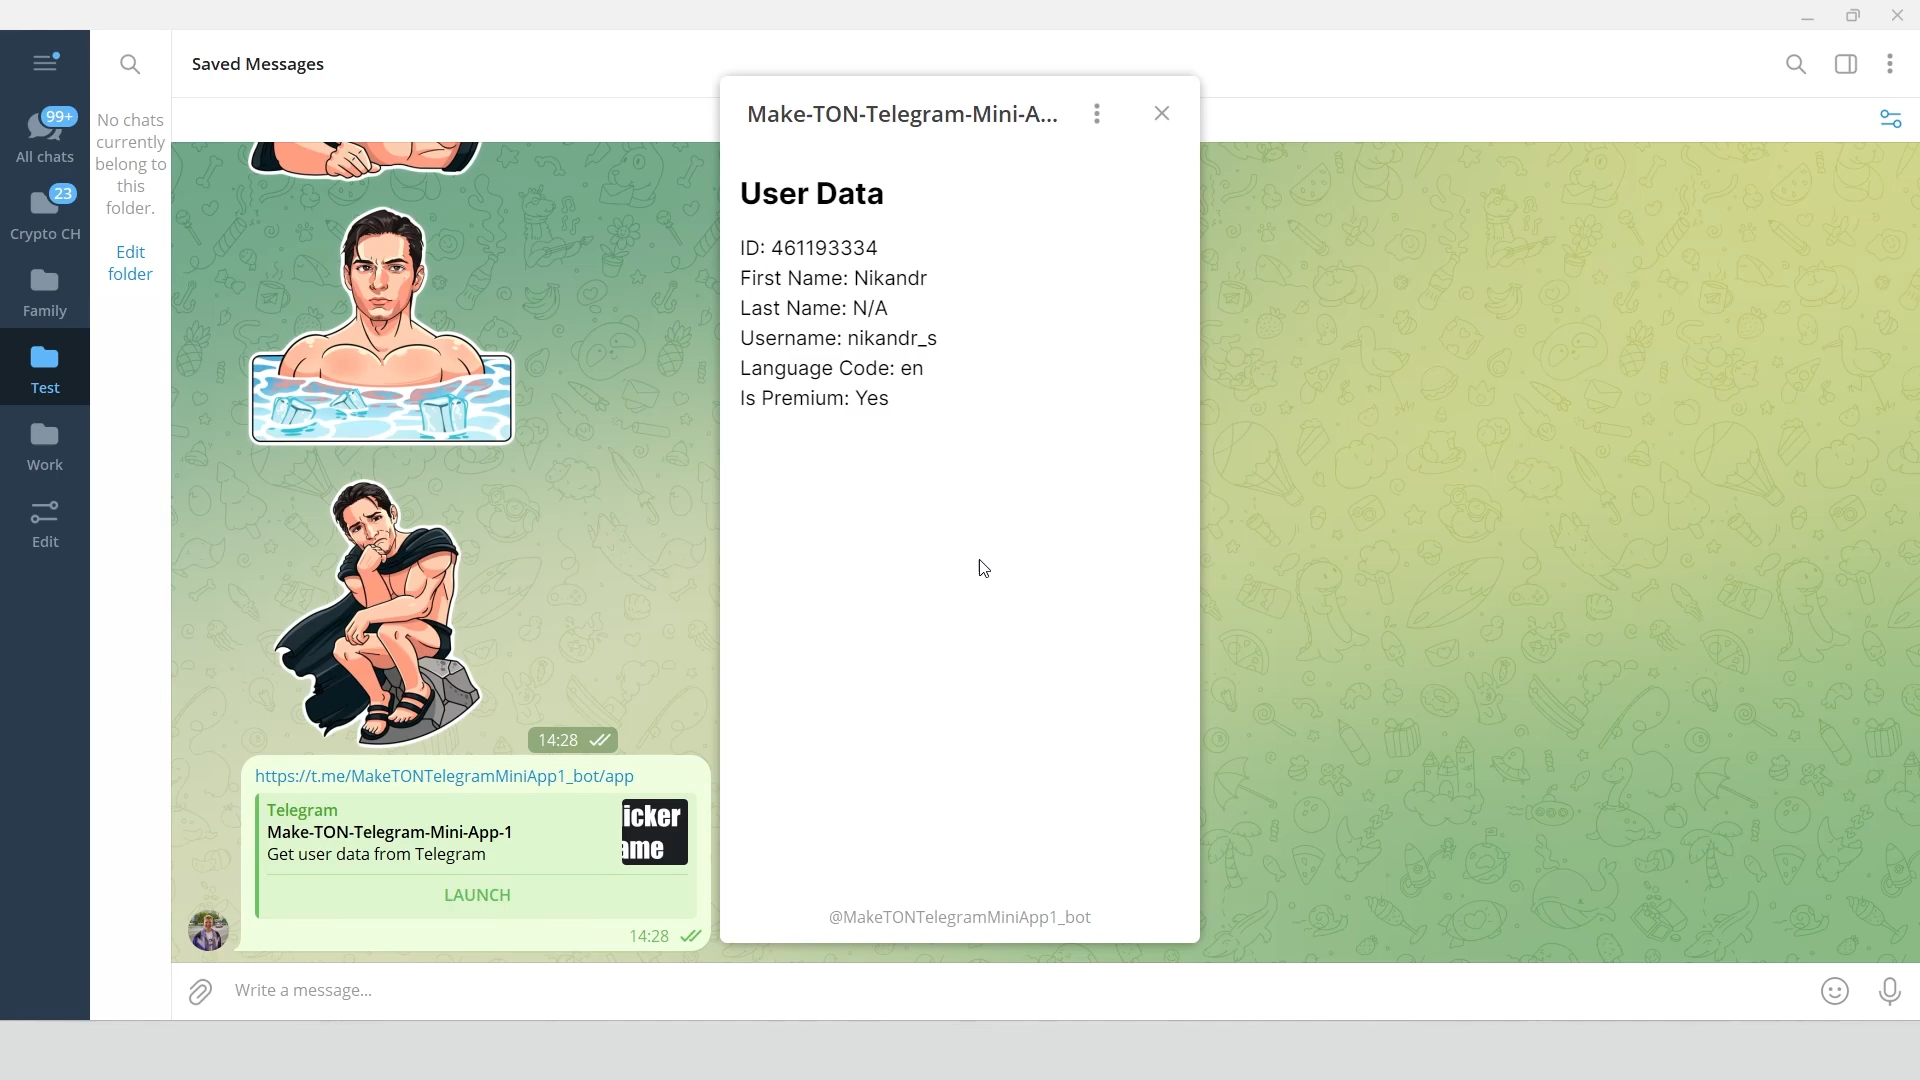 Saved Messages
99+
All chats
23
Crypto CH
Family
Test
Work
Edit
No chats
currently
belong to
this
folder.
Edit
folder
14:28
https://t.me/MakeTONTelegramMiniApp1_bot/app
Telegram
Make-TON-Telegram-Mini-App-1
Get user data from Telegram
icker
ame
LAUNCH
14:28
Make-TON-Telegram-Mini-A...
User Data
ID: 461193334
First Name: Nikandr
Last Name: N/A
Username: nikandr_s
Language Code: en
Is Premium: Yes
@MakeTONTelegramMiniApp1_bot
Write a message...